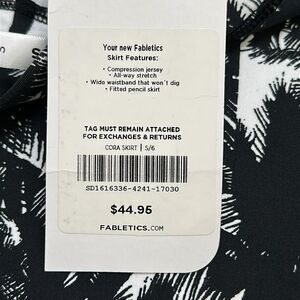 Your new Fabletics
Skirt Features:
• Compression jersey
• All-way stretch
• Wide waistband that won't dig
• Fitted pencil skirt
TAG MUST REMAIN ATTACHED
FOR EXCHANGES & RETURNS
CORA SKIRT | S/6
SD1616336-4241-17030
$44.95
FABLETICS.COM